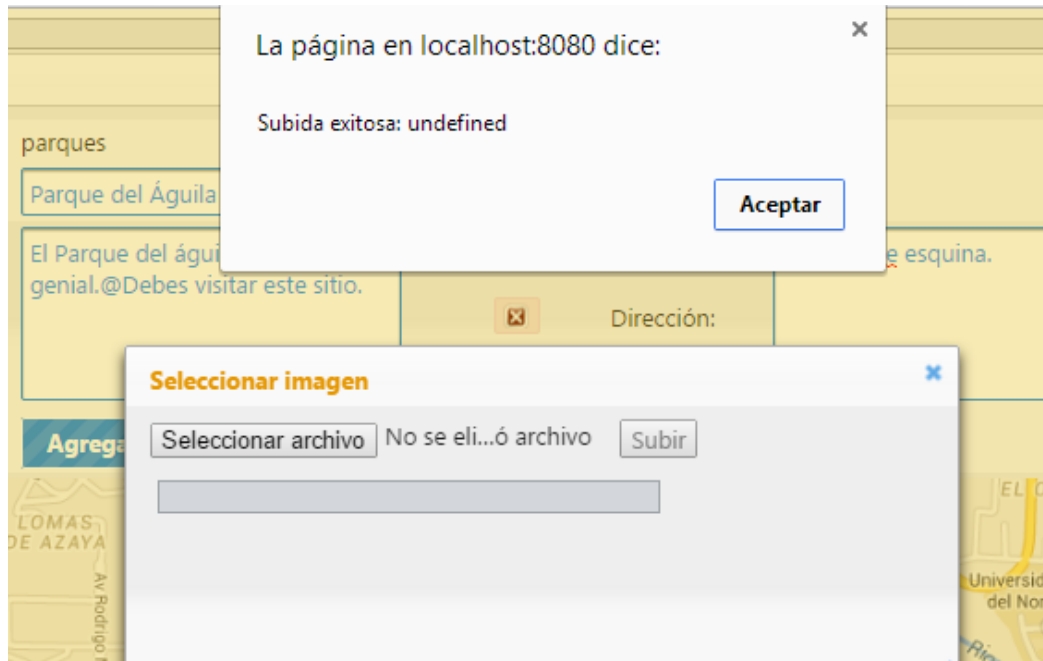 La página en localhost:8080 dice:
Subida exitosa: undefined
Aceptar
parques
Parque del Águila
El Parque del águi
genial.@Debes visitar este sitio.
e esquina.
Dirección:
Seleccionar imagen
Agrega
Seleccionar archivo No se eli...ó archivo Subir
LOMAS
DE AZAYA
Av Rodrigo
EL
Universid
del Nor